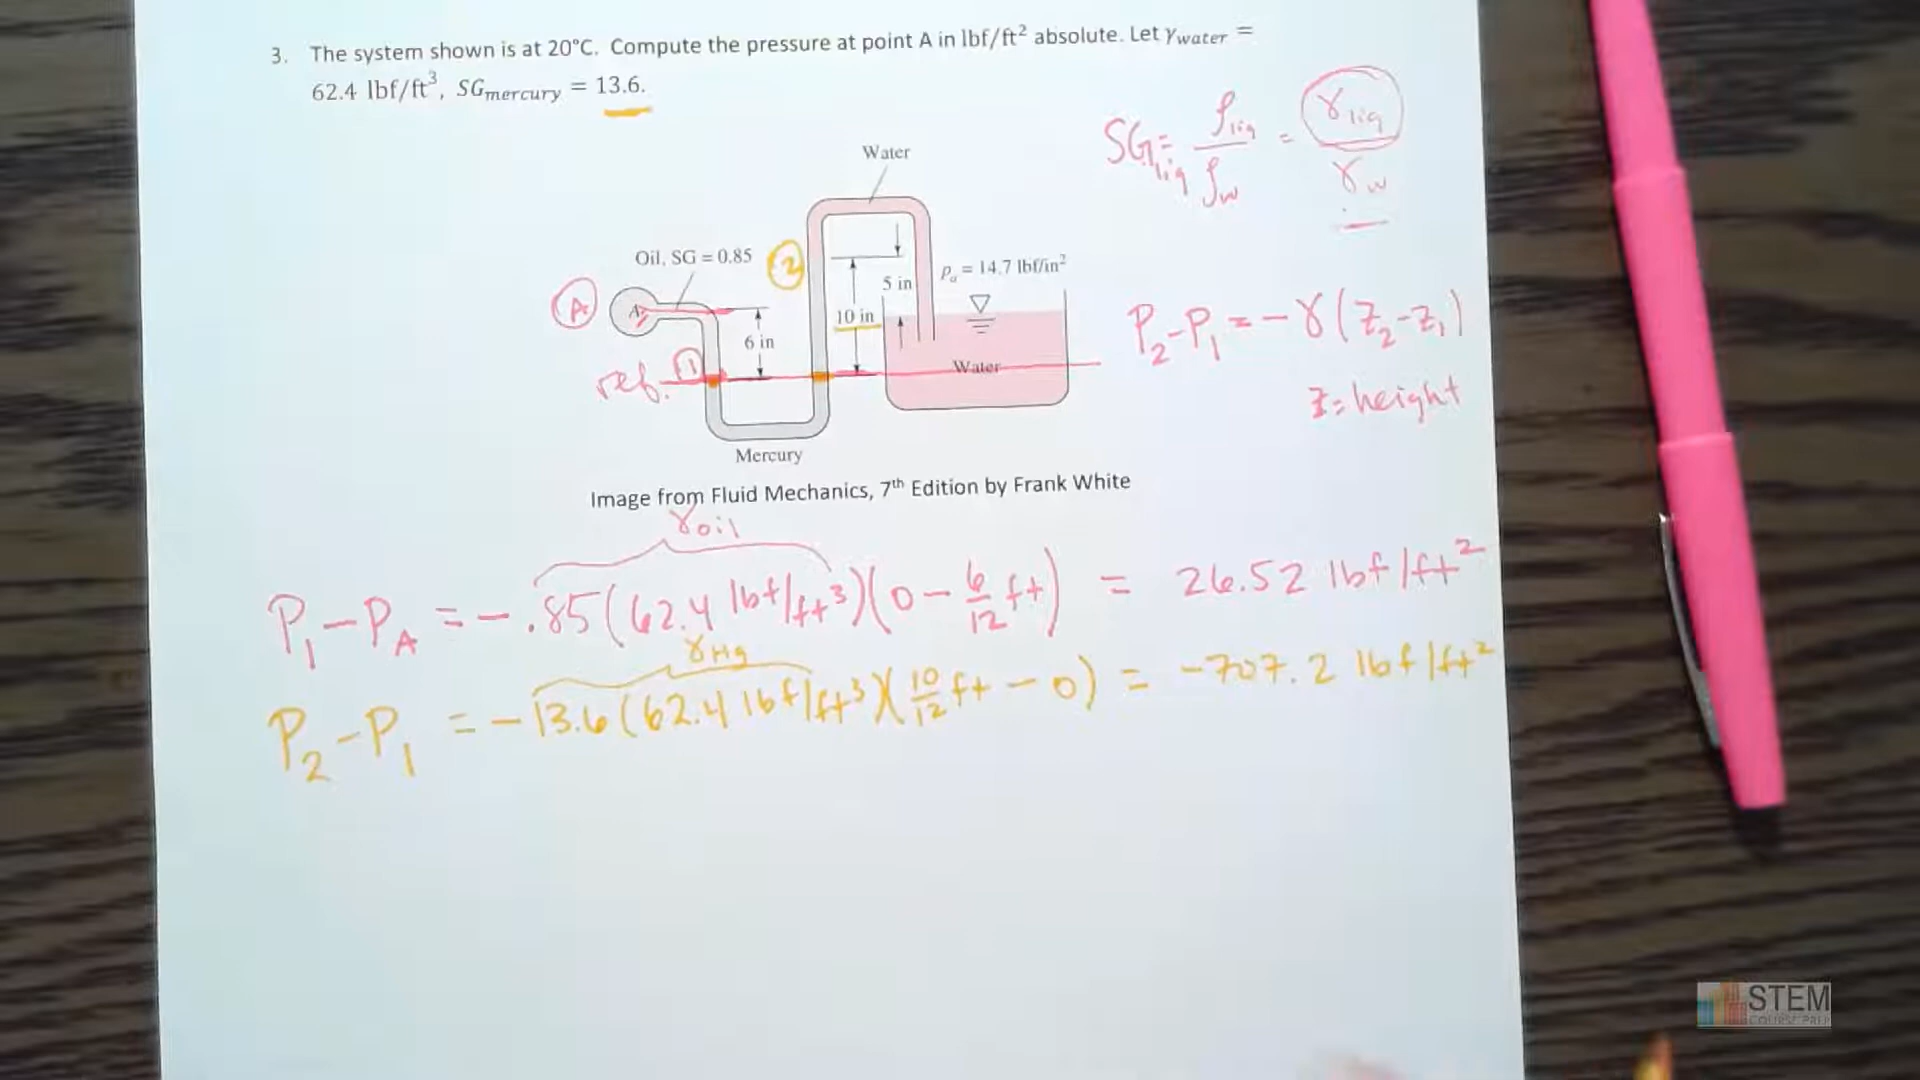 3. The system shown is at 20°C. Compute the pressure at point A in lbf/ft² absolute. Let γwater =
62.4 lbf/ft³, SGmercury = 13.6.
SGliq = ρliq/ρw = γliq/γw
Water
Oil, SG = 0.85
2
A
A
pa = 14.7 lbf/in²
5 in
10 in
6 in
P₂-P₁ = -γ(z₂-z₁)
ref. 1
Water
z = height
Mercury
Image from Fluid Mechanics, 7th Edition by Frank White
γoil
P₁-PA = -.85(62.4 lbf/ft³)(0 - 6/12 ft) = 26.52 lbf/ft²
γHg
P₂-P₁ = -13.6(62.4 lbf/ft³)(10/12 ft - 0) = -707.2 lbf/ft²
STEM
COURSE PREP